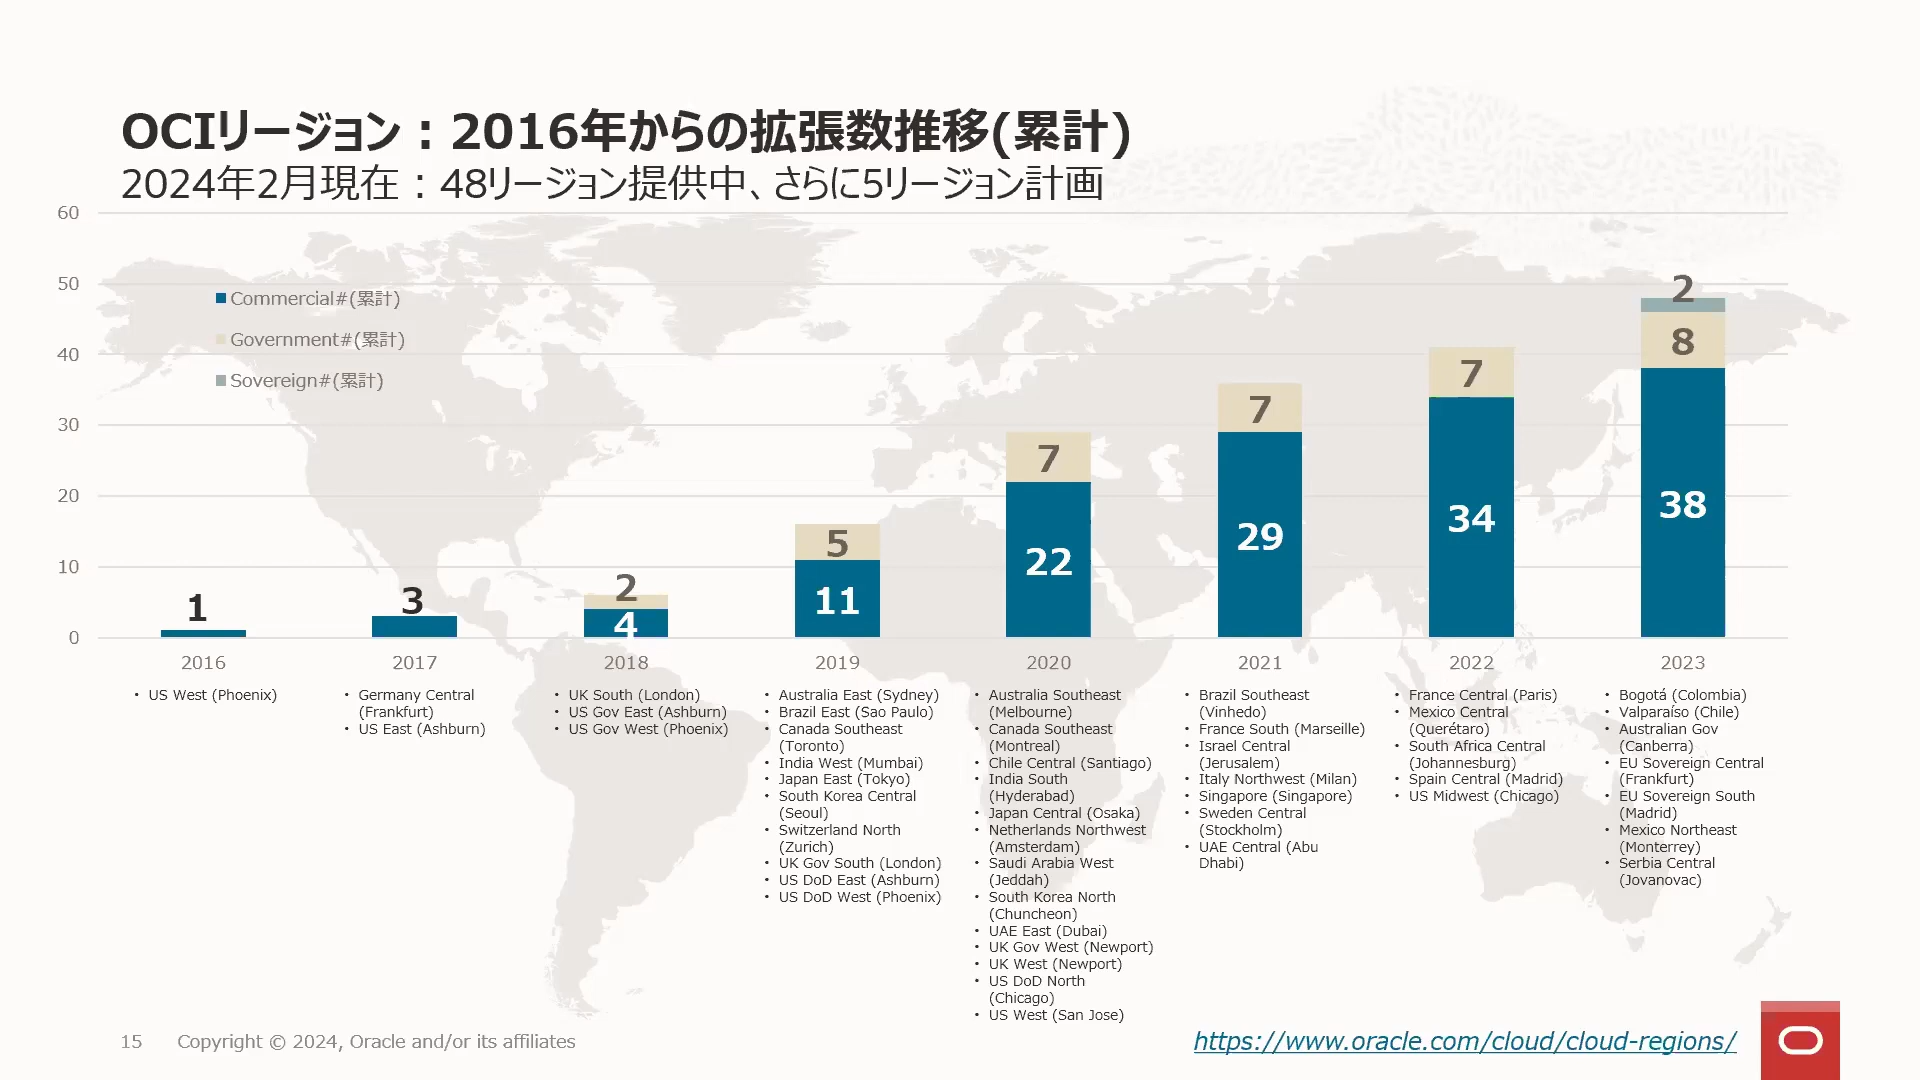 OCIリージョン：2016年からの拡張数推移(累計)
2024年2月現在：48リージョン提供中、さらに5リージョン計画
60
50
40
30
20
10
0
Commercial#(累計)
Government#(累計)
Sovereign#(累計)
1
3
2
4
5
11
7
22
7
29
7
34
2
8
38
2016
2017
2018
2019
2020
2021
2022
2023
• US West (Phoenix)
• Germany Central
(Frankfurt)
• US East (Ashburn)
• UK South (London)
• US Gov East (Ashburn)
• US Gov West (Phoenix)
• Australia East (Sydney)
• Brazil East (Sao Paulo)
• Canada Southeast
(Toronto)
• India West (Mumbai)
• Japan East (Tokyo)
• South Korea Central
(Seoul)
• Switzerland North
(Zurich)
• UK Gov South (London)
• US DoD East (Ashburn)
• US DoD West (Phoenix)
• Australia Southeast
(Melbourne)
• Canada Southeast
(Montreal)
• Chile Central (Santiago)
• India South
(Hyderabad)
• Japan Central (Osaka)
• Netherlands Northwest
(Amsterdam)
• Saudi Arabia West
(Jeddah)
• South Korea North
(Chuncheon)
• UAE East (Dubai)
• UK Gov West (Newport)
• UK West (Newport)
• US DoD North
(Chicago)
• US West (San Jose)
• Brazil Southeast
(Vinhedo)
• France South (Marseille)
• Israel Central
(Jerusalem)
• Italy Northwest (Milan)
• Singapore (Singapore)
• Sweden Central
(Stockholm)
• UAE Central (Abu
Dhabi)
• France Central (Paris)
• Mexico Central
(Querétaro)
• South Africa Central
(Johannesburg)
• Spain Central (Madrid)
• US Midwest (Chicago)
• Bogotá (Colombia)
• Valparaíso (Chile)
• Australian Gov
(Canberra)
• EU Sovereign Central
(Frankfurt)
• EU Sovereign South
(Madrid)
• Mexico Northeast
(Monterrey)
• Serbia Central
(Jovanovac)
15
Copyright © 2024, Oracle and/or its affiliates
https://www.oracle.com/cloud/cloud-regions/